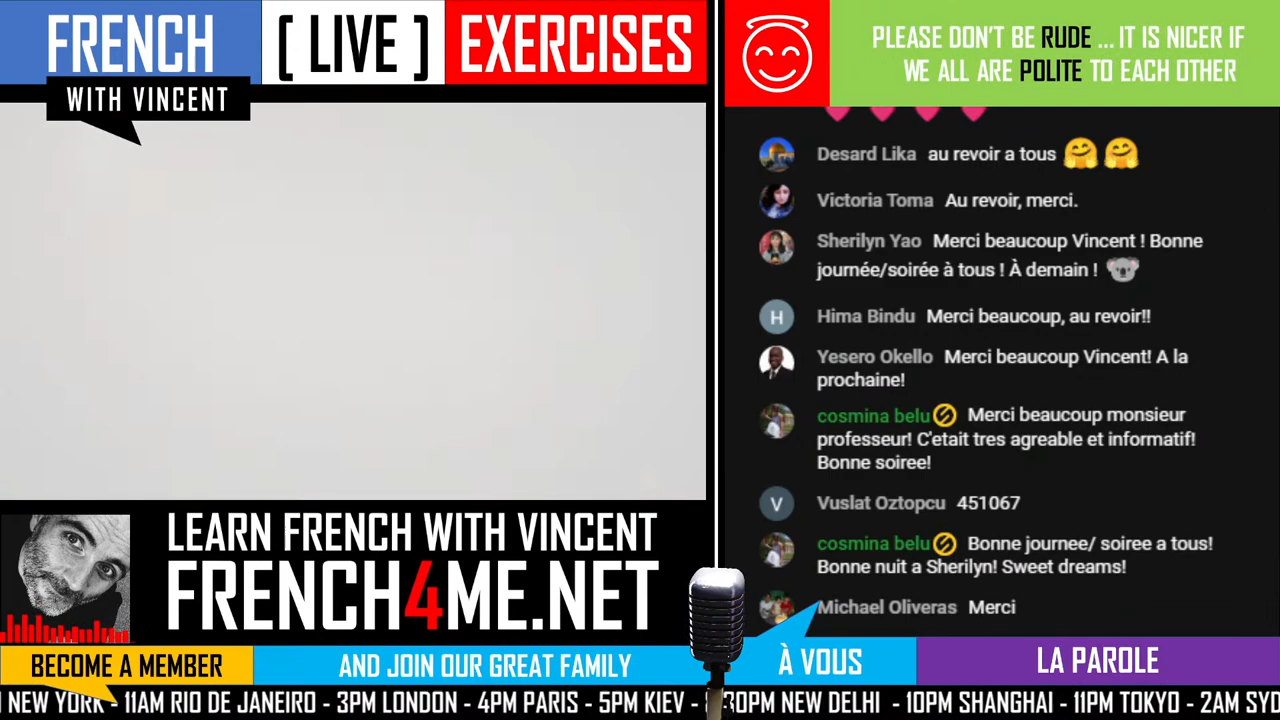 FRENCH [ LIVE ] EXERCISES
WITH VINCENT
PLEASE DON'T BE RUDE ... IT IS NICER IF
WE ALL ARE POLITE TO EACH OTHER
Desard Lika au revoir a tous
Victoria Toma Au revoir, merci.
Sherilyn Yao Merci beaucoup Vincent ! Bonne
journée/soirée à tous ! À demain !
H Hima Bindu Merci beaucoup, au revoir!!
Yesero Okello Merci beaucoup Vincent! A la
prochaine!
cosmina belu Merci beaucoup monsieur
professeur! C'etait tres agreable et informatif!
Bonne soiree!
V Vuslat Oztopcu 451067
cosmina belu Bonne journee/ soiree a tous!
Bonne nuit a Sherilyn! Sweet dreams!
Michael Oliveras Merci
LEARN FRENCH WITH VINCENT
FRENCH4ME.NET
BECOME A MEMBER AND JOIN OUR GREAT FAMILY
À VOUS LA PAROLE
NEW YORK - 11AM RIO DE JANEIRO - 3PM LONDON - 4PM PARIS - 5PM KIEV - 30PM NEW DELHI - 10PM SHANGHAI - 11PM TOKYO - 2AM SYD